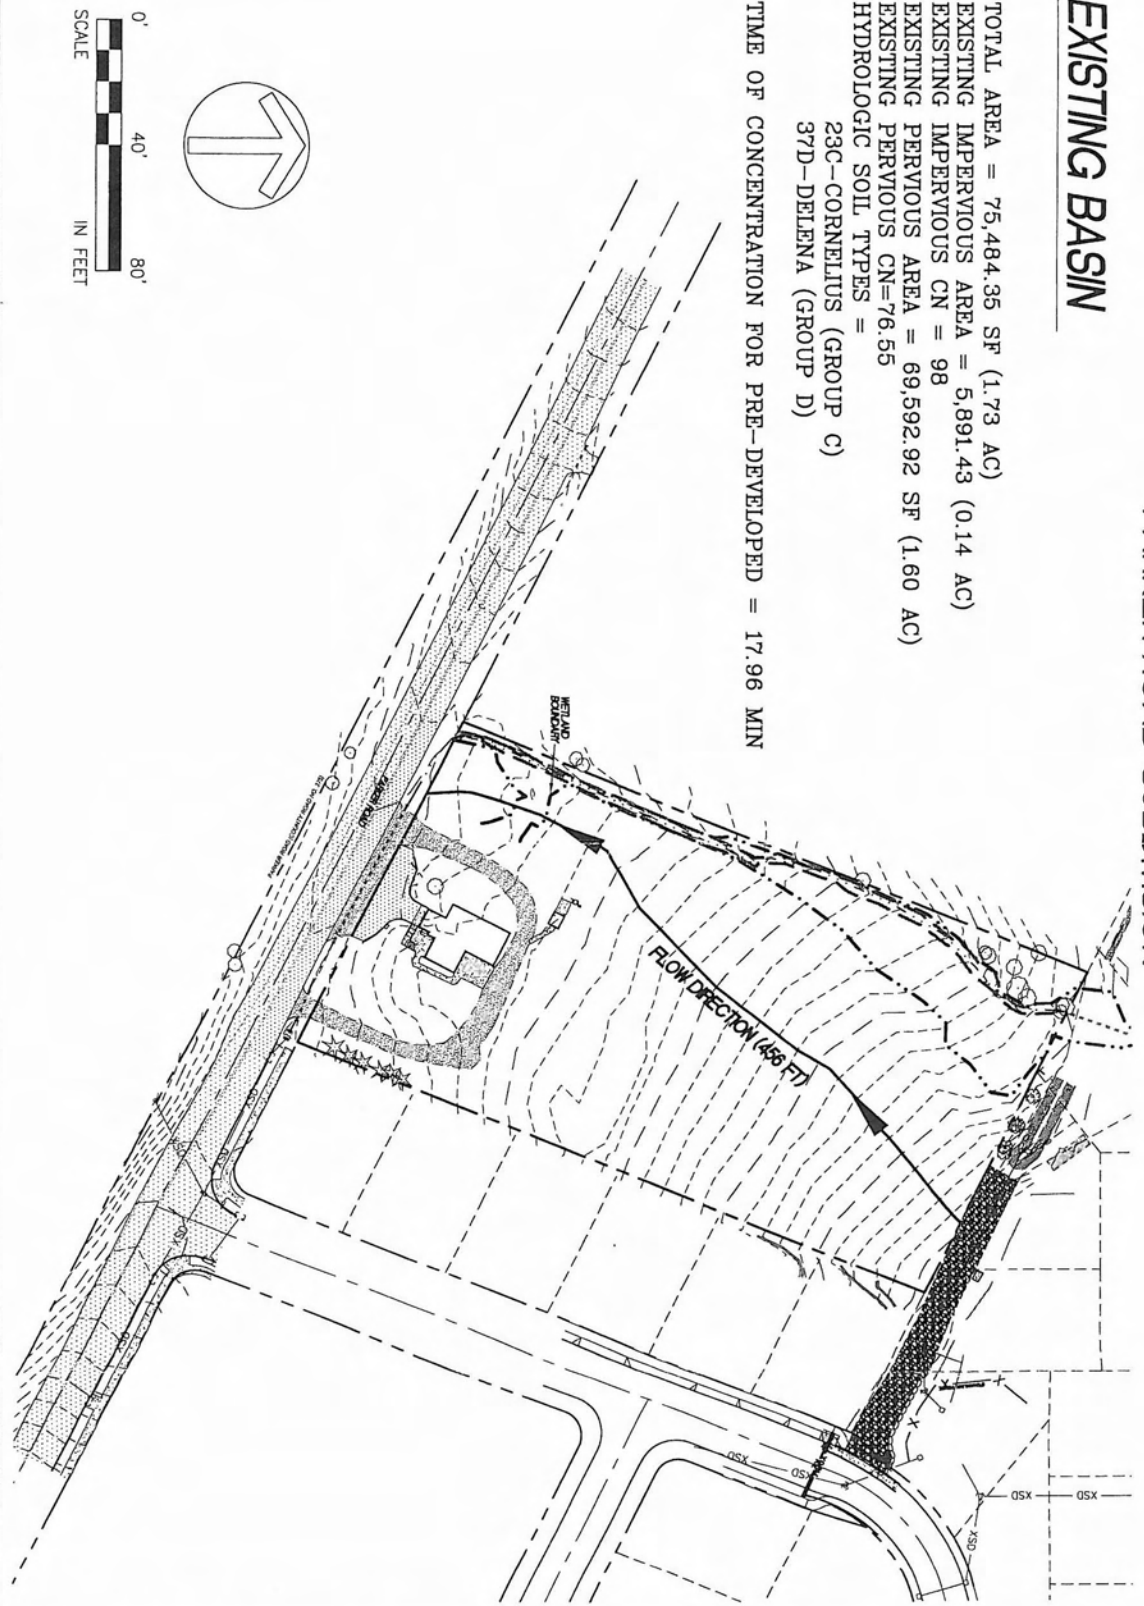 EXISTING BASIN
TOTAL AREA = 75,484.35 SF (1.73 AC)
EXISTING IMPERVIOUS AREA = 5,891.43 (0.14 AC)
EXISTING IMPERVIOUS CN = 98
EXISTING PERVIOUS AREA = 69,592.92 SF (1.60 AC)
EXISTING PERVIOUS CN=76.55
HYDROLOGIC SOIL TYPES =
23C-CORNELIUS (GROUP C)
37D-DELENA (GROUP D)
TIME OF CONCENTRATION FOR PRE-DEVELOPED = 17.96 MIN
WETLAND
BOUNDARY
FLOW DIRECTION (456 FT)
PARKER ROAD
XSD
XSD
XSD
XSD
XSD
XSD
0' 40' 80'
SCALE IN FEET